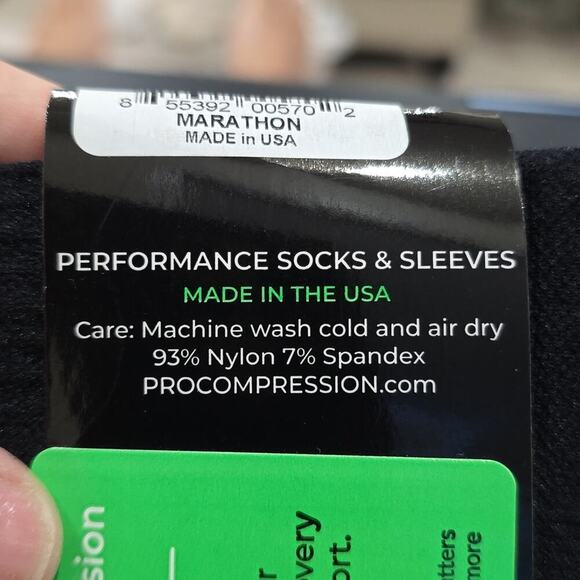 8 55392 00570 2
MARATHON
MADE in USA
PERFORMANCE SOCKS & SLEEVES
MADE IN THE USA
Care: Machine wash cold and air dry
93% Nylon 7% Spandex
PROCOMPRESSION.com